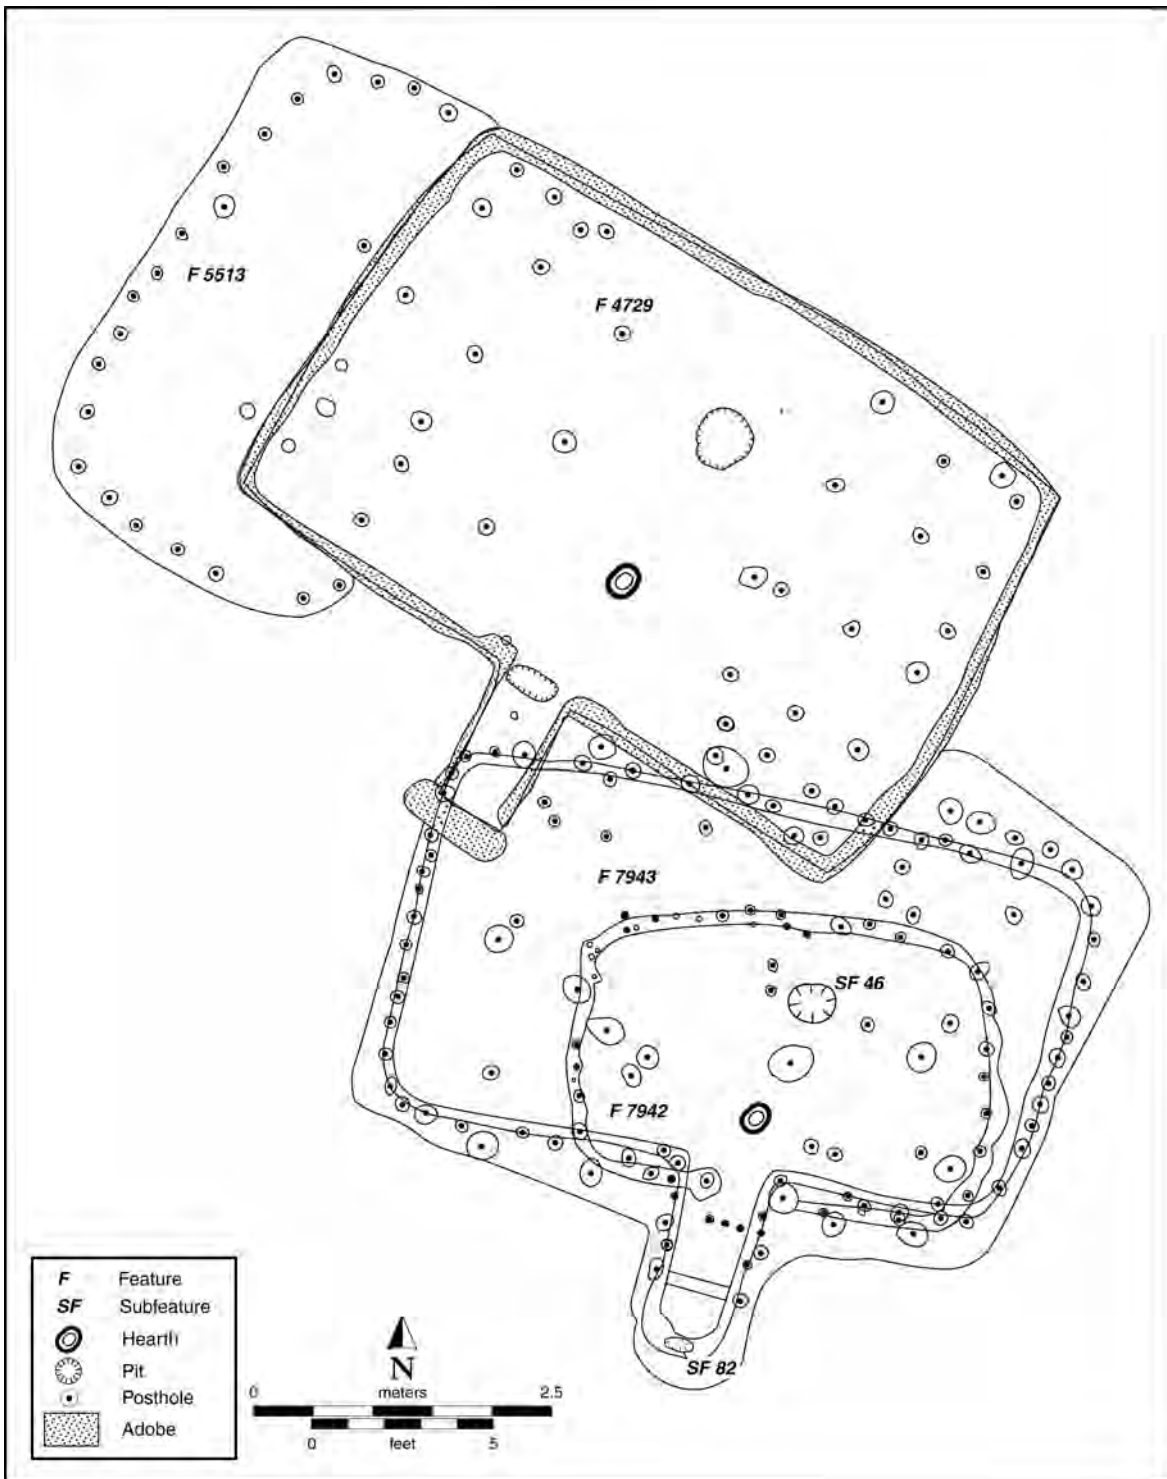 F 5513
F 4729
F 7943
SF 46
F 7942
SF 82
F Feature
SF Subfeature
Hearth
Pit
Posthole
Adobe
N
0 meters 2.5
0 feet 5